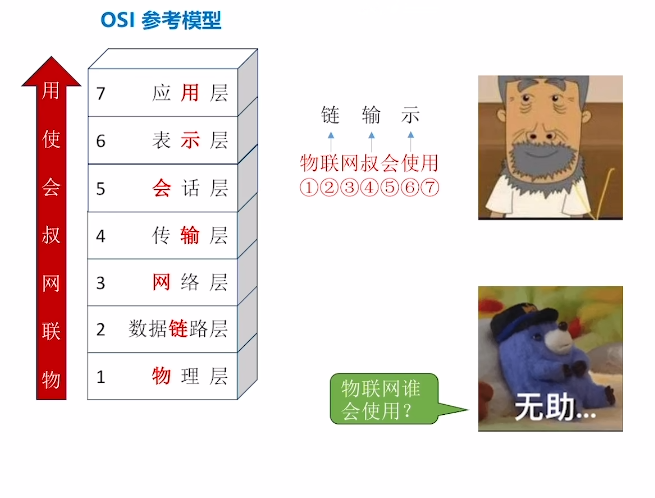 OSI 参考模型
用
使
会
叔
网
联
物
7 应 用 层
6 表 示 层
5 会 话 层
4 传 输 层
3 网 络 层
2 数据链路层
1 物 理 层
链 输 示
物联网叔会使用
①②③④⑤⑥⑦
物联网谁
会使用？
无助...